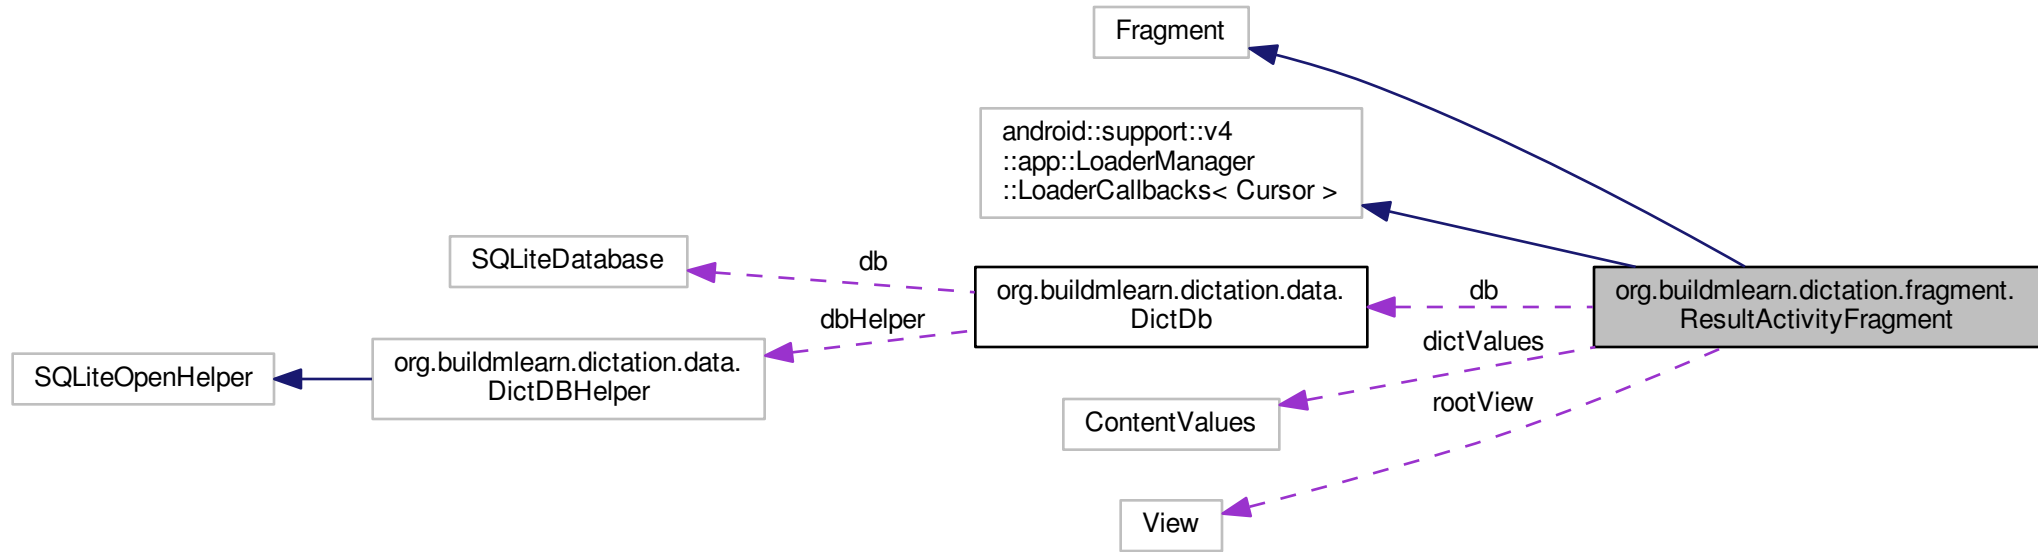 Fragment
android::support::v4
::app::LoaderManager
::LoaderCallbacks< Cursor >
SQLiteDatabase
db
org.buildmlearn.dictation.data.
DictDb
db
org.buildmlearn.dictation.fragment.
ResultActivityFragment
dbHelper
dictValues
SQLiteOpenHelper
org.buildmlearn.dictation.data.
DictDBHelper
rootView
ContentValues
View